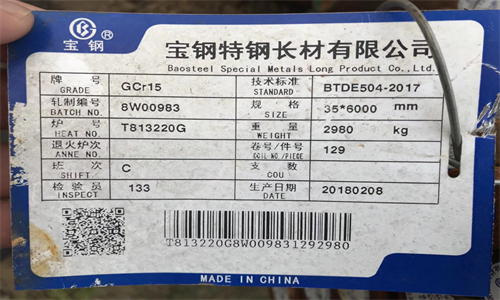 宝钢®
宝钢特钢长材有限公司
Baosteel Special Metals Long Product Co.,Ltd.
牌号 GRADE GCr15 技术标准 STANDARD BTDE504-2017
轧制编号 BATCH NO. 8W00983 规格 SIZE 35*6000 mm
炉号 HEAT NO. T813220G 重量 WEIGHT 2980 kg
退火炉次 ANNE NO. 卷号/件号 COIL NO./PIECE 129
班次 SHIFT. C 支数 COU
检验员 INSPECT 133 生产日期 DATE 20180208
T813220G8W009831292980
MADE IN CHINA